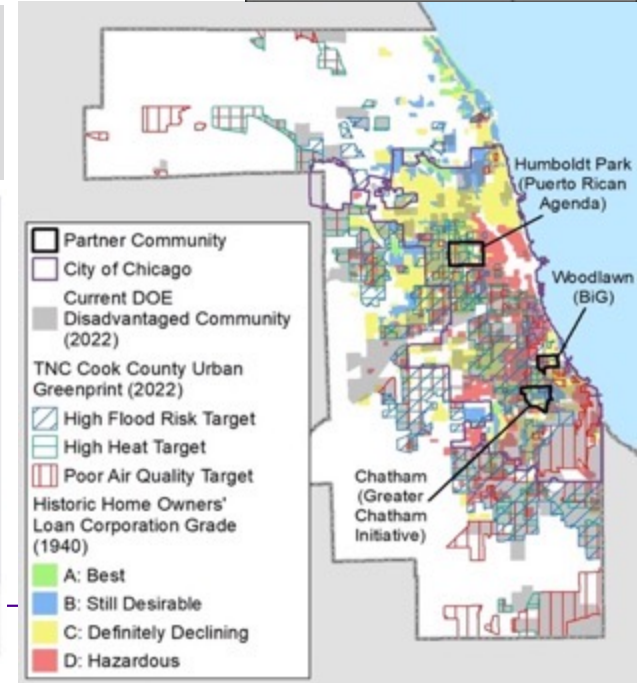 Humboldt Park
(Puerto Rican
Agenda)
Woodlawn
(BiG)
Partner Community
City of Chicago
Current DOE
Disadvantaged Community
(2022)
TNC Cook County Urban
Greenprint (2022)
High Flood Risk Target
High Heat Target
Poor Air Quality Target
Historic Home Owners'
Loan Corporation Grade
(1940)
A: Best
B: Still Desirable
C: Definitely Declining
D: Hazardous
Chatham
(Greater
Chatham
Initiative)